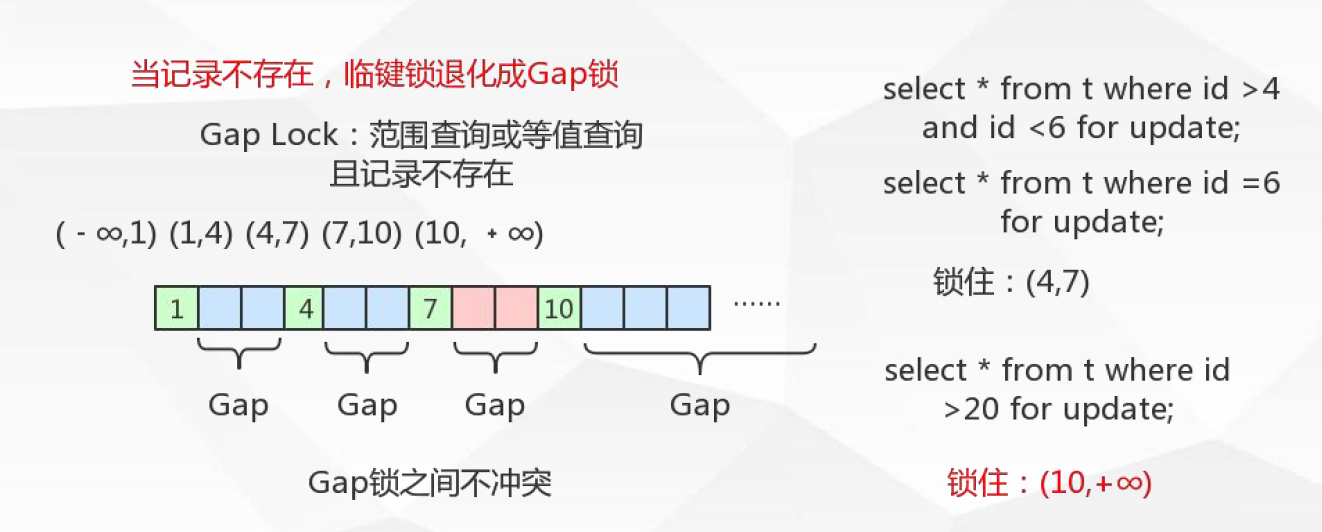 当记录不存在，临键锁退化成Gap锁
Gap Lock：范围查询或等值查询
且记录不存在
( - ∞,1) (1,4) (4,7) (7,10) (10, + ∞)
1 4 7 10 ……
Gap Gap Gap Gap
Gap锁之间不冲突
select * from t where id >4
and id <6 for update;
select * from t where id =6
for update;
锁住：(4,7)
select * from t where id
>20 for update;
锁住：(10,+∞)